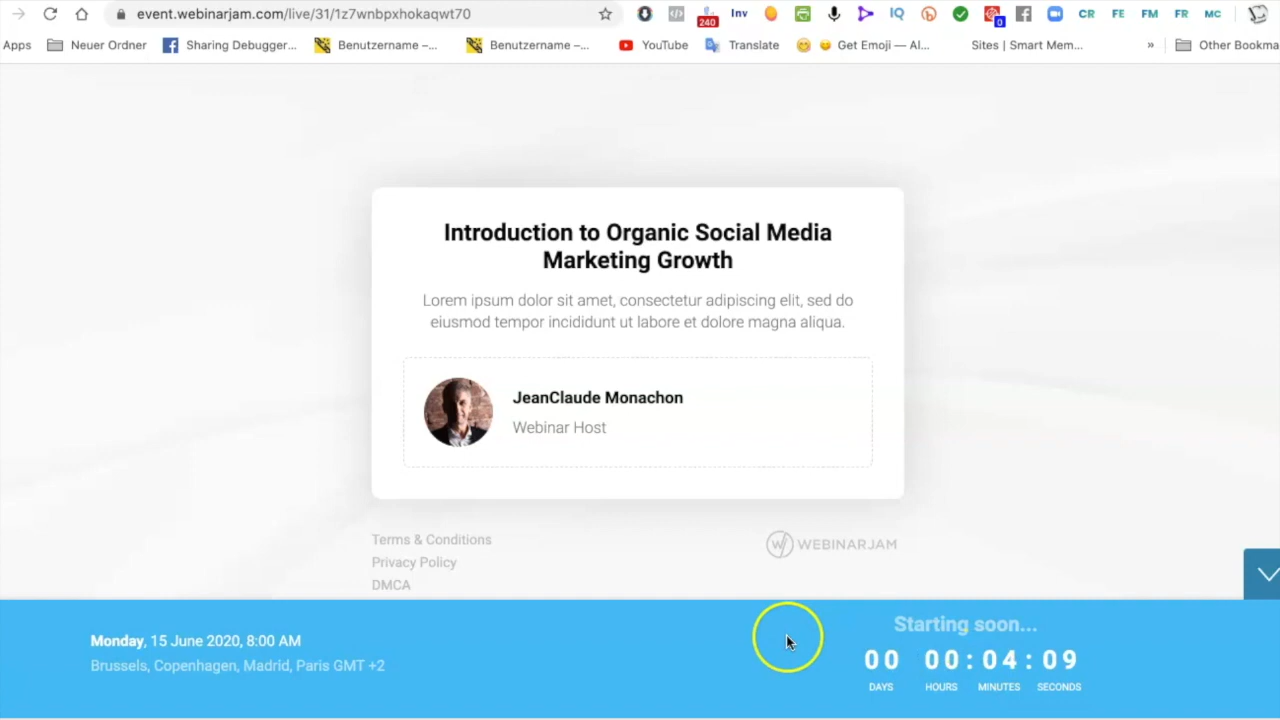 event.webinarjam.com/live/31/1z7wnbpxhokaqwt70
240 Inv IQ 0 CR FE FM FR MC
Apps Neuer Ordner Sharing Debugger... Benutzername –... Benutzername –... YouTube Translate Get Emoji — Al... Sites | Smart Mem... » Other Bookma
Introduction to Organic Social Media
Marketing Growth
Lorem ipsum dolor sit amet, consectetur adipiscing elit, sed do
eiusmod tempor incididunt ut labore et dolore magna aliqua.
JeanClaude Monachon
Webinar Host
Terms & Conditions
WEBINARJAM
Privacy Policy
DMCA
Starting soon...
Monday, 15 June 2020, 8:00 AM
Brussels, Copenhagen, Madrid, Paris GMT +2
00 00:04:09
DAYS HOURS MINUTES SECONDS